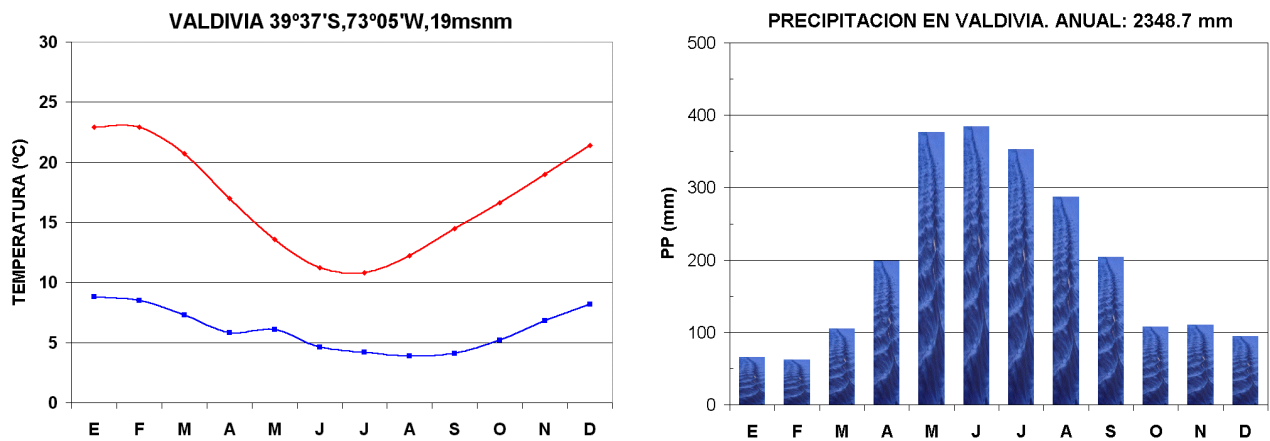 VALDIVIA 39º37'S,73º05'W,19msnm
TEMPERATURA (ºC)
30
25
20
15
10
5
0
E F M A M J J A S O N D
PRECIPITACION EN VALDIVIA. ANUAL: 2348.7 mm
PP (mm)
500
400
300
200
100
0
E F M A M J J A S O N D